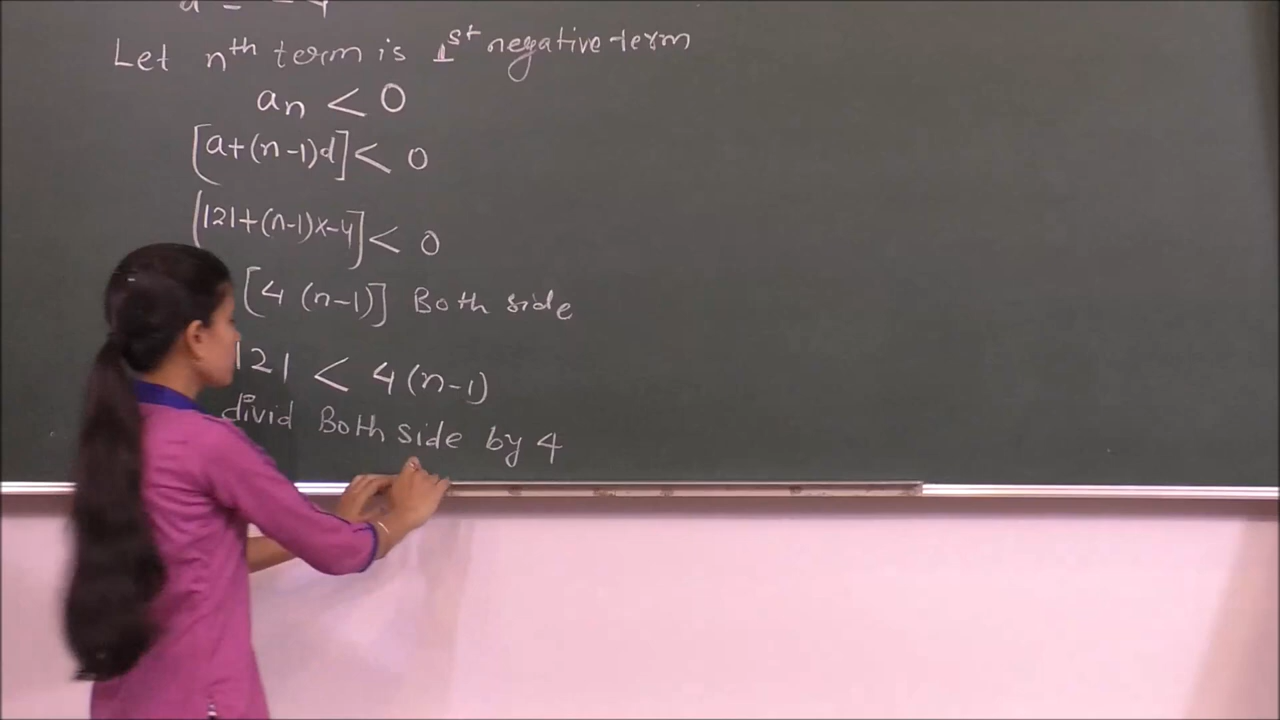 Let nth term is 1st negative term
an < 0
[a+(n-1)d] < 0
[121+(n-1)x-4] < 0
[4 (n-1)] Both side
121 < 4(n-1)
divid Both side by 4